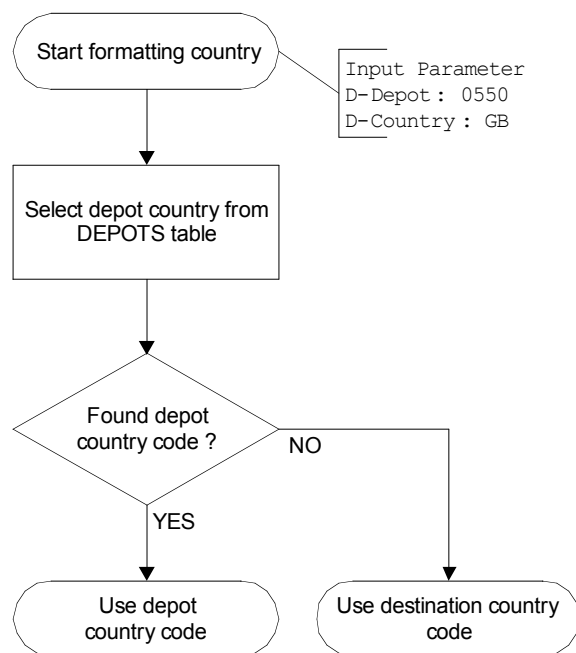 Start formatting country
Input Parameter
D-Depot : 0550
D-Country : GB
Select depot country from
DEPOTS table
Found depot
country code ?
NO
YES
Use depot
country code
Use destination country
code